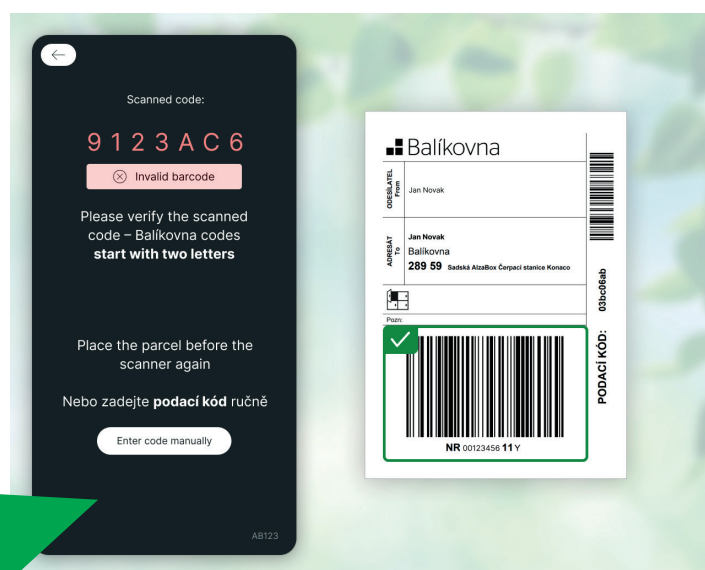 Scanned code:
9123AC6
Invalid barcode
Please verify the scanned
code – Balíkovna codes
start with two letters
Place the parcel before the
scanner again
Nebo zadejte podací kód ručně
Enter code manually
AB123
Balíkovna
ODESÍLATEL
From
Jan Novak
ADRESÁT
To
Jan Novak
Balíkovna
289 59 Sadská AlzaBox Čerpací stanice Konaco
Pozn:
NR 00123456 11 Y
PODACÍ KÓD: 03bc06ab